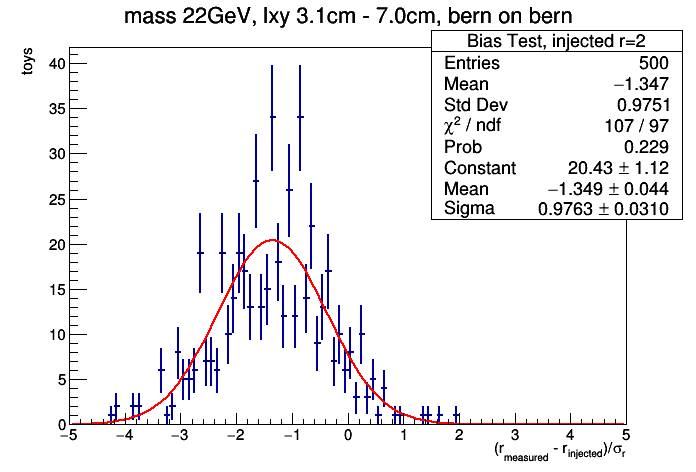 mass 22GeV, lxy 3.1cm - 7.0cm, bern on bern
Bias Test, injected r=2
Entries 500
Mean −1.347
Std Dev 0.9751
χ² / ndf 107 / 97
Prob 0.229
Constant 20.43 ± 1.12
Mean −1.349 ± 0.044
Sigma 0.9763 ± 0.0310
toys
40
35
30
25
20
15
10
5
0
−5 −4 −3 −2 −1 0 1 2 3 4 5
(r_measured - r_injected)/σ_r